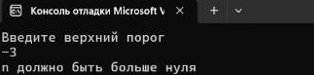 Консоль отладки Microsoft V
Введите верхний порог
-3
n должно быть больше нуля